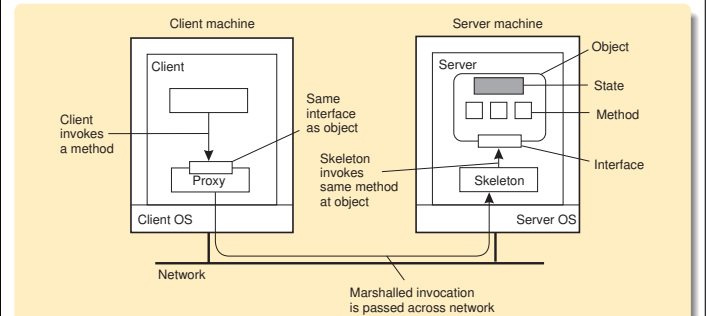 Client machine
Server machine
Object
Client
Server
State
Same
interface
as object
Client
invokes
a method
Method
Skeleton
invokes
same method
at object
Interface
Proxy
Skeleton
Client OS
Server OS
Network
Marshalled invocation
is passed across network